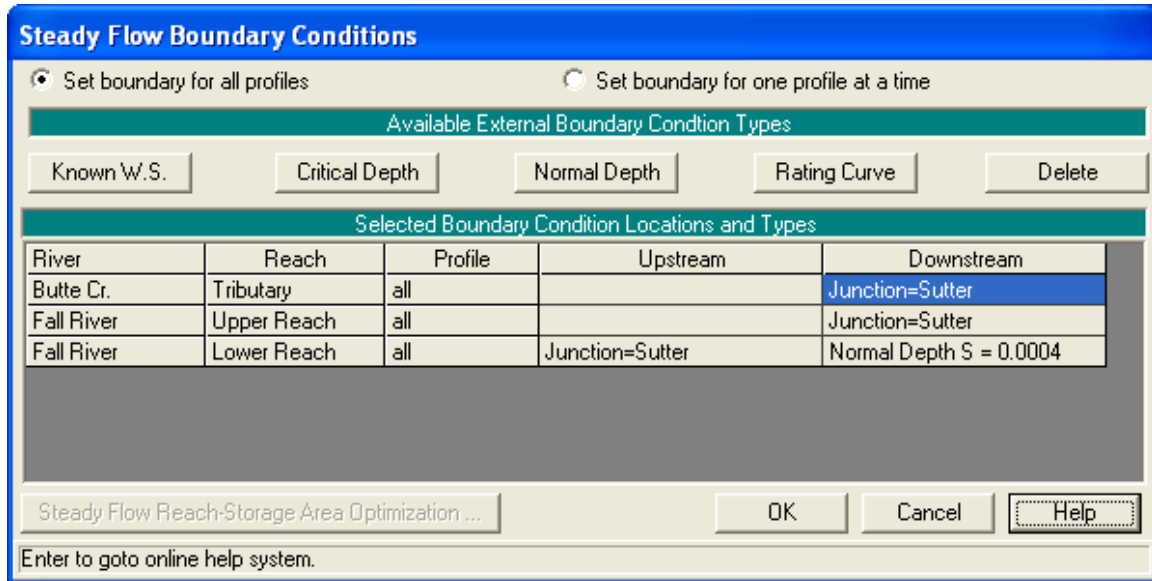 Steady Flow Boundary Conditions
Set boundary for all profiles Set boundary for one profile at a time
Available External Boundary Condtion Types
Known W.S. Critical Depth Normal Depth Rating Curve Delete
Selected Boundary Condition Locations and Types
River Reach Profile Upstream Downstream
Butte Cr. Tributary all Junction=Sutter
Fall River Upper Reach all Junction=Sutter
Fall River Lower Reach all Junction=Sutter Normal Depth S = 0.0004
Steady Flow Reach-Storage Area Optimization ... OK Cancel Help
Enter to goto online help system.